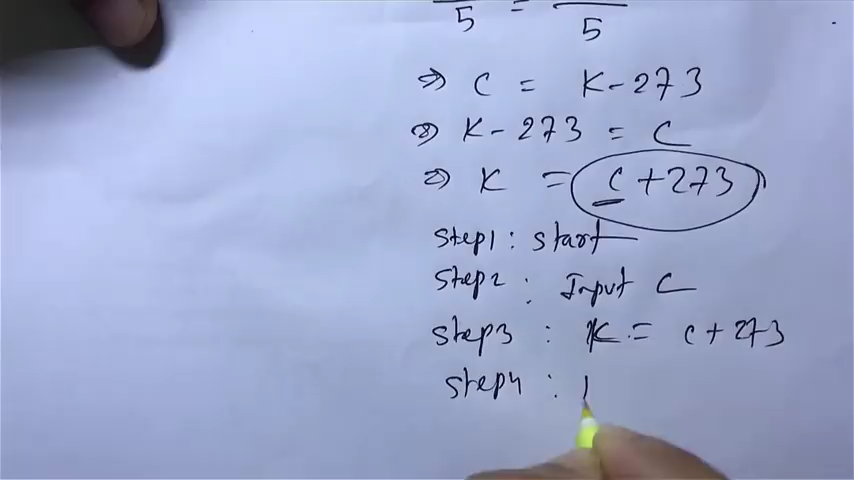 5 = 5
⇒ C = K - 273
⇒ K - 273 = C
⇒ K = C + 273
Step1 : Start
Step2 : Input C
Step3 : K = C + 273
Step4 :